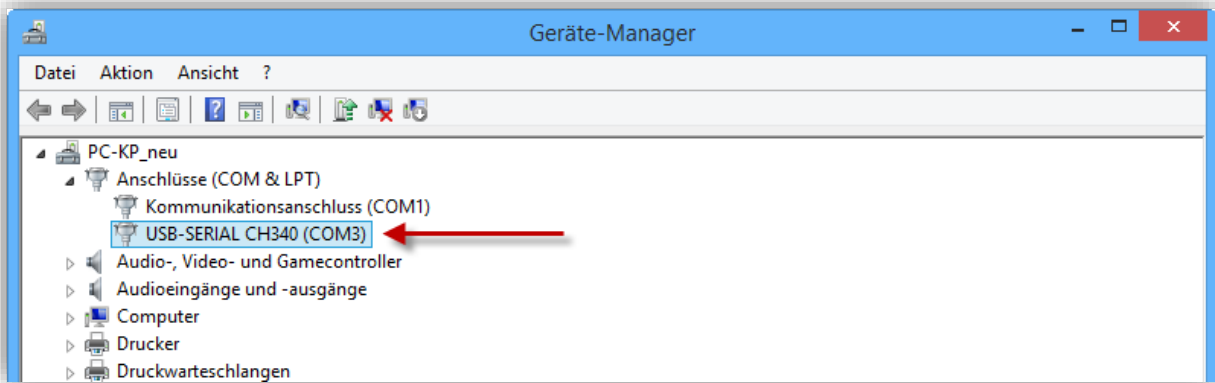 Geräte-Manager
Datei Aktion Ansicht ?
PC-KP_neu
Anschlüsse (COM & LPT)
Kommunikationsanschluss (COM1)
USB-SERIAL CH340 (COM3)
Audio-, Video- und Gamecontroller
Audioeingänge und -ausgänge
Computer
Drucker
Druckwarteschlangen